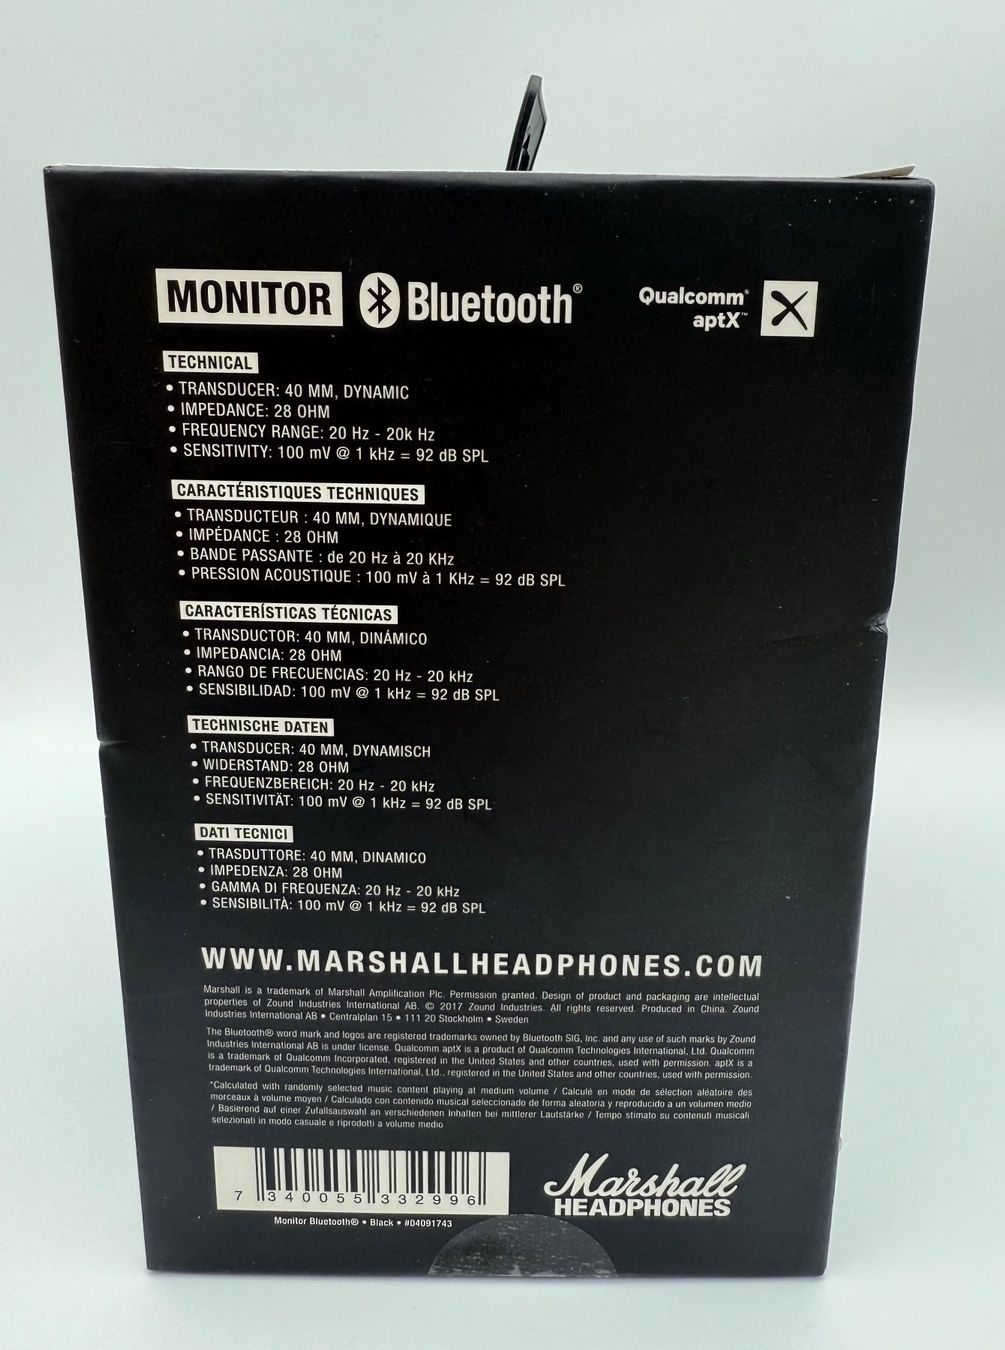 MONITOR Bluetooth®
Qualcomm®
aptX™
TECHNICAL
• TRANSDUCER: 40 MM, DYNAMIC
• IMPEDANCE: 28 OHM
• FREQUENCY RANGE: 20 Hz - 20k Hz
• SENSITIVITY: 100 mV @ 1 kHz = 92 dB SPL
CARACTÉRISTIQUES TECHNIQUES
• TRANSDUCTEUR : 40 MM, DYNAMIQUE
• IMPÉDANCE : 28 OHM
• BANDE PASSANTE : de 20 Hz à 20 KHz
• PRESSION ACOUSTIQUE : 100 mV à 1 KHz = 92 dB SPL
CARACTERÍSTICAS TÉCNICAS
• TRANSDUCTOR: 40 MM, DINÁMICO
• IMPEDANCIA: 28 OHM
• RANGO DE FRECUENCIAS: 20 Hz - 20 kHz
• SENSIBILIDAD: 100 mV @ 1 kHz = 92 dB SPL
TECHNISCHE DATEN
• TRANSDUCER: 40 MM, DYNAMISCH
• WIDERSTAND: 28 OHM
• FREQUENZBEREICH: 20 Hz - 20 kHz
• SENSITIVITÄT: 100 mV @ 1 kHz = 92 dB SPL
DATI TECNICI
• TRASDUTTORE: 40 MM, DINAMICO
• IMPEDENZA: 28 OHM
• GAMMA DI FREQUENZA: 20 Hz - 20 kHz
• SENSIBILITÀ: 100 mV @ 1 kHz = 92 dB SPL
WWW.MARSHALLHEADPHONES.COM
Marshall is a trademark of Marshall Amplification Plc. Permission granted. Design of product and packaging are intellectual
properties of Zound Industries International AB. © 2017 Zound Industries. All rights reserved. Produced in China. Zound
Industries International AB • Centralplan 15 • 111 20 Stockholm • Sweden
The Bluetooth® word mark and logos are registered trademarks owned by Bluetooth SIG, Inc. and any use of such marks by Zound
Industries International AB is under license. Qualcomm aptX is a product of Qualcomm Technologies International, Ltd. Qualcomm
is a trademark of Qualcomm Incorporated, registered in the United States and other countries, used with permission. aptX is a
trademark of Qualcomm Technologies International, Ltd., registered in the United States and other countries, used with permission.
*Calculated with randomly selected music content playing at medium volume / Calculé en mode de sélection aléatoire des
morceaux à volume moyen / Calculado con contenido musical seleccionado de forma aleatoria y reproducido a un volumen medio
/ Basierend auf einer Zufallsauswahl an verschiedenen Inhalten bei mittlerer Lautstärke / Tempo stimato su contenuti musicali
selezionati in modo casuale e riprodotti a volume medio
7 340055 332996
Monitor Bluetooth® • Black • #04091743
Marshall
HEADPHONES